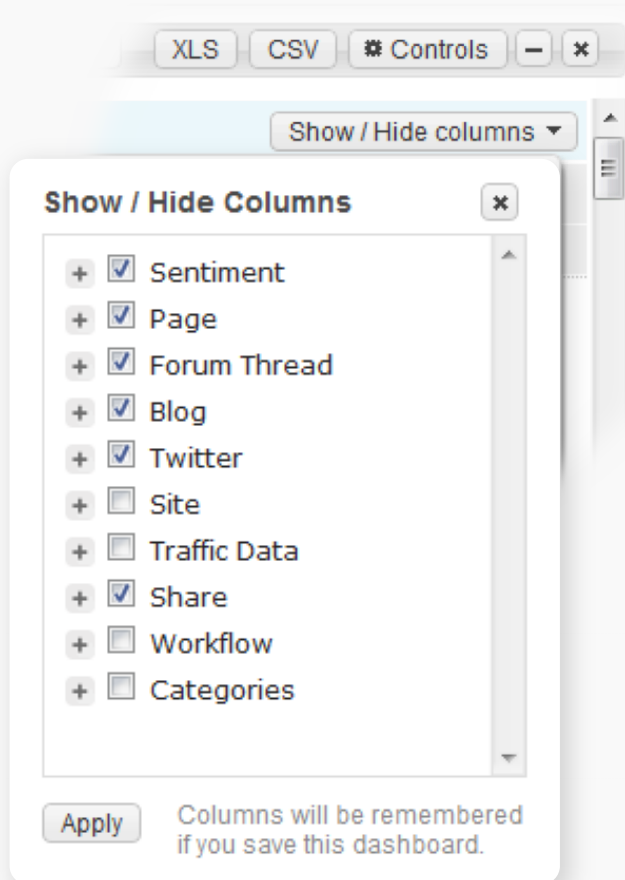 XLS CSV Controls
Show / Hide columns
Show / Hide Columns
Sentiment
Page
Forum Thread
Blog
Twitter
Site
Traffic Data
Share
Workflow
Categories
Apply
Columns will be remembered
if you save this dashboard.